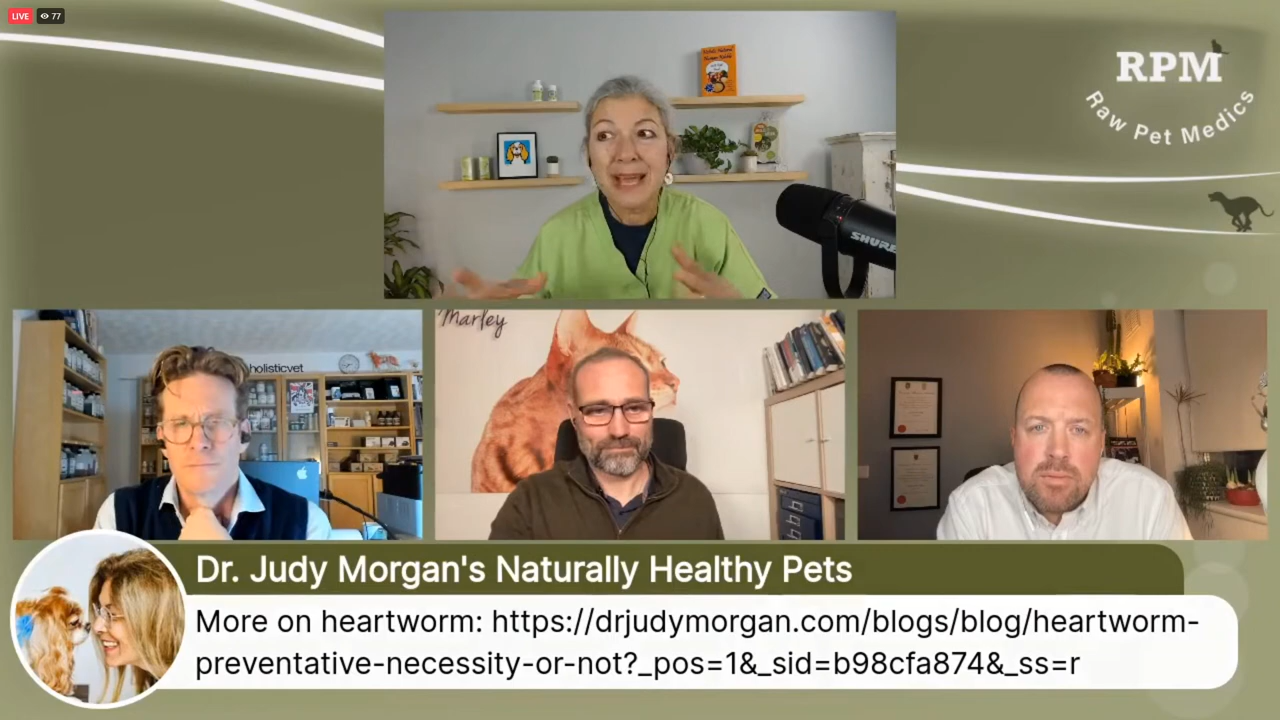 LIVE 77
RPM
Raw Pet Medics
SHURE
Marley
holisticvet
Dr. Judy Morgan's Naturally Healthy Pets
More on heartworm: https://drjudymorgan.com/blogs/blog/heartworm-
preventative-necessity-or-not?_pos=1&_sid=b98cfa874&_ss=r